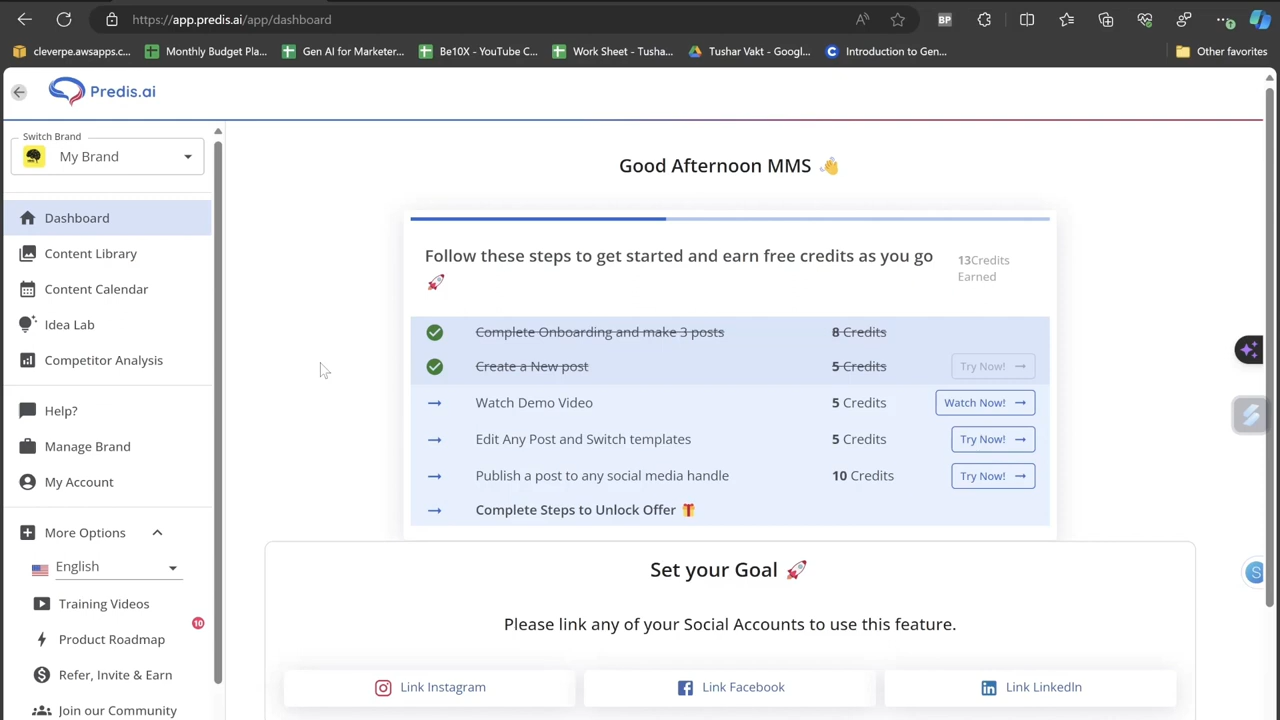 https://app.predis.ai/app/dashboard
BP
cleverpe.awsapps.c...
Monthly Budget Pla...
Gen AI for Marketer...
Be10X - YouTube C...
Work Sheet - Tusha...
Tushar Vakt - Googl...
Introduction to Gen...
Other favorites
Predis.ai
Switch Brand
My Brand
Good Afternoon MMS 👋
Dashboard
Content Library
Content Calendar
Idea Lab
Competitor Analysis
Help?
Manage Brand
My Account
More Options
English
Training Videos
10
Product Roadmap
Refer, Invite & Earn
Join our Community
Follow these steps to get started and earn free credits as you go
🚀
13Credits
Earned
Complete Onboarding and make 3 posts 8 Credits
Create a New post 5 Credits Try Now! →
Watch Demo Video 5 Credits Watch Now! →
Edit Any Post and Switch templates 5 Credits Try Now! →
Publish a post to any social media handle 10 Credits Try Now! →
Complete Steps to Unlock Offer 🎁
Set your Goal 🚀
Please link any of your Social Accounts to use this feature.
Link Instagram
Link Facebook
Link LinkedIn